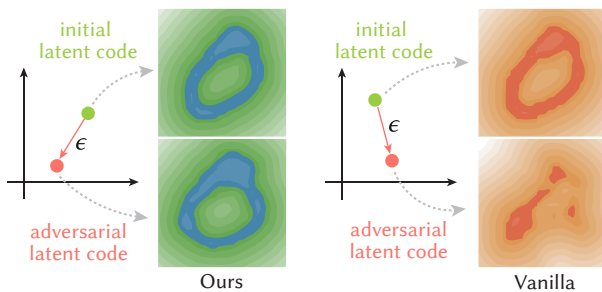 initial
latent code
ϵ
adversarial
latent code
Ours
initial
latent code
ϵ
adversarial
latent code
Vanilla